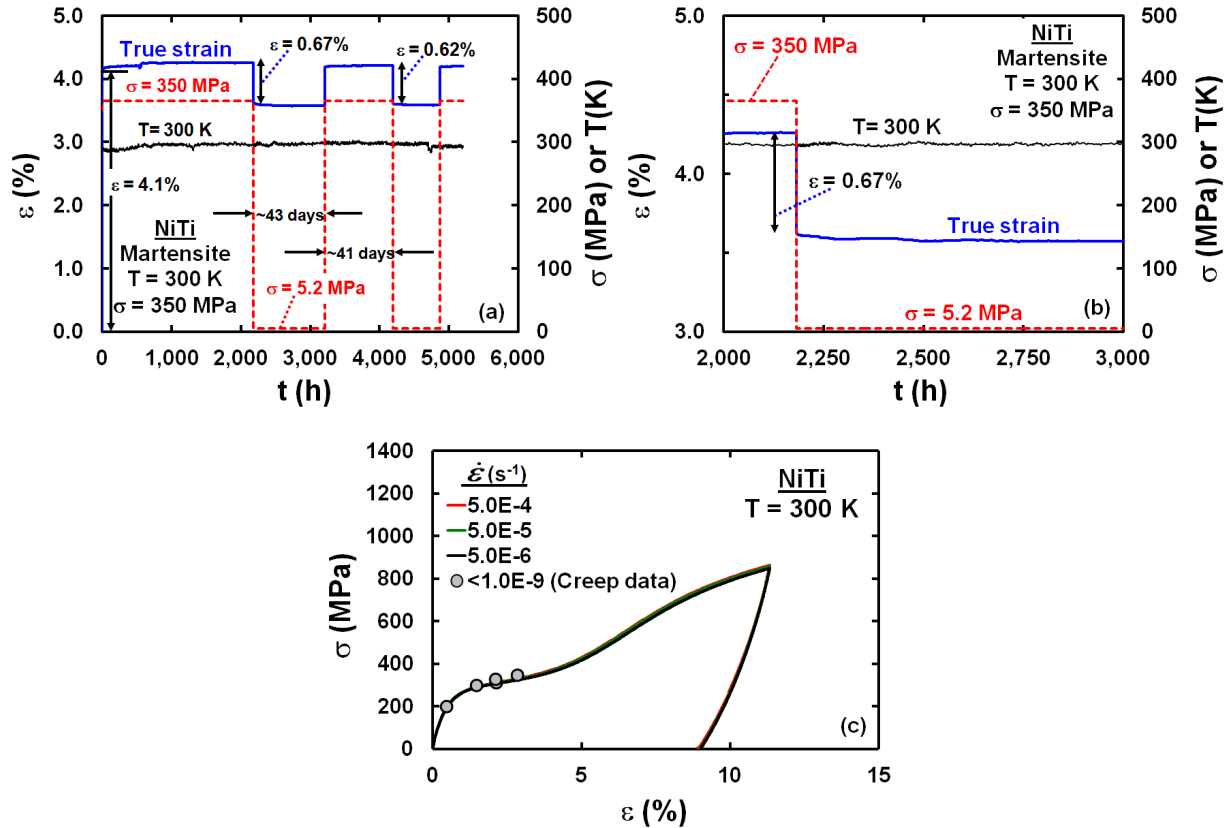 5.0%
4.0
3.0
2.0
1.0
0.0
ε (%)
500
400
300
200
100
0
σ (MPa) or T(K)
0
1,000
2,000
3,000
4,000
5,000
6,000
t (h)
True strain
ε = 0.67%
ε = 0.62%
σ = 350 MPa
T= 300 K
ε = 4.1%
~43 days
~41 days
NiTi
Martensite
T = 300 K
σ = 350 MPa
σ = 5.2 MPa
(a)
5.0
4.0
3.0
ε (%)
500
400
300
200
100
0
σ (MPa) or T(K)
2,000
2,250
2,500
2,750
3,000
t (h)
σ = 350 MPa
NiTi
Martensite
T = 300 K
σ = 350 MPa
T = 300 K
ε = 0.67%
True strain
σ = 5.2 MPa
(b)
1400
1200
1000
800
600
400
200
0
σ (MPa)
0
5
10
15
ε (%)
ε̇ (s⁻¹)
5.0E-4
5.0E-5
5.0E-6
<1.0E-9 (Creep data)
NiTi
T = 300 K
(c)